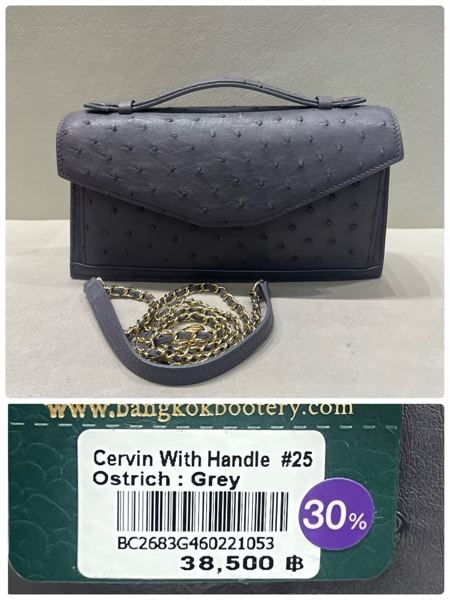 www.bangkokbootery.com
Cervin With Handle #25
Ostrich : Grey
30%
BC2683G460221053
38,500 ฿